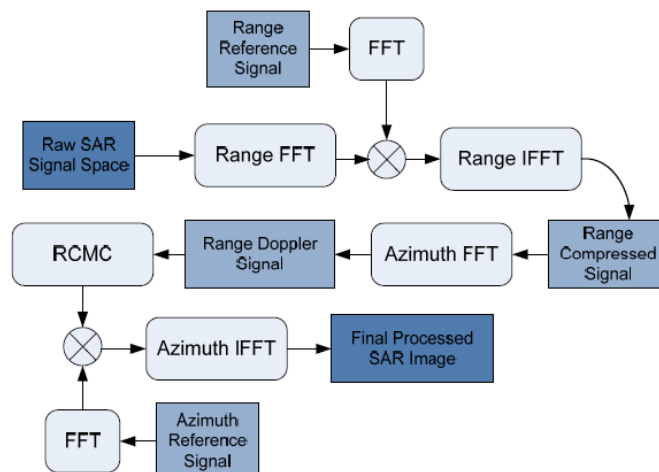 Range
Reference
Signal
FFT
Raw SAR
Signal Space
Range FFT
Range IFFT
RCMC
Range Doppler
Signal
Azimuth FFT
Range
Compressed
Signal
Azimuth IFFT
Final Processed
SAR Image
FFT
Azimuth
Reference
Signal